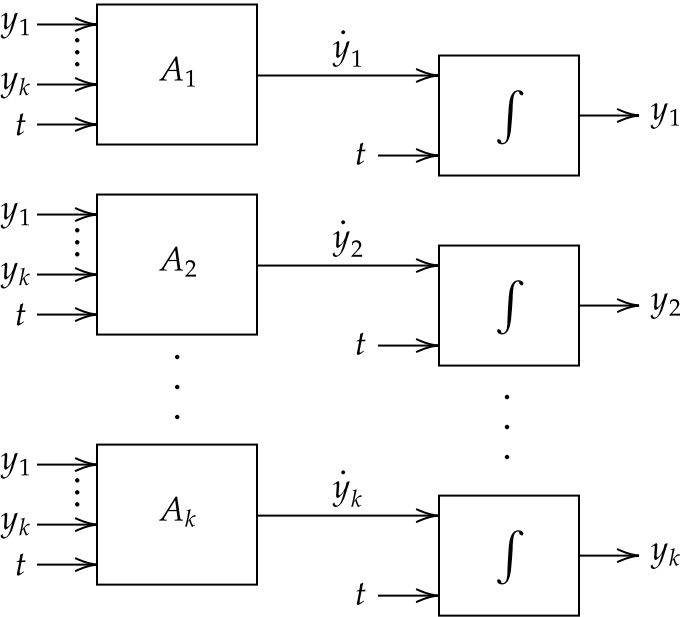 y₁ ẏ₁
⋮ A₁
yₖ ∫ y₁
t t
y₁ ẏ₂
⋮ A₂
yₖ ∫ y₂
t t
⋮ ⋮
y₁ ẏₖ
⋮ Aₖ
yₖ ∫ yₖ
t t